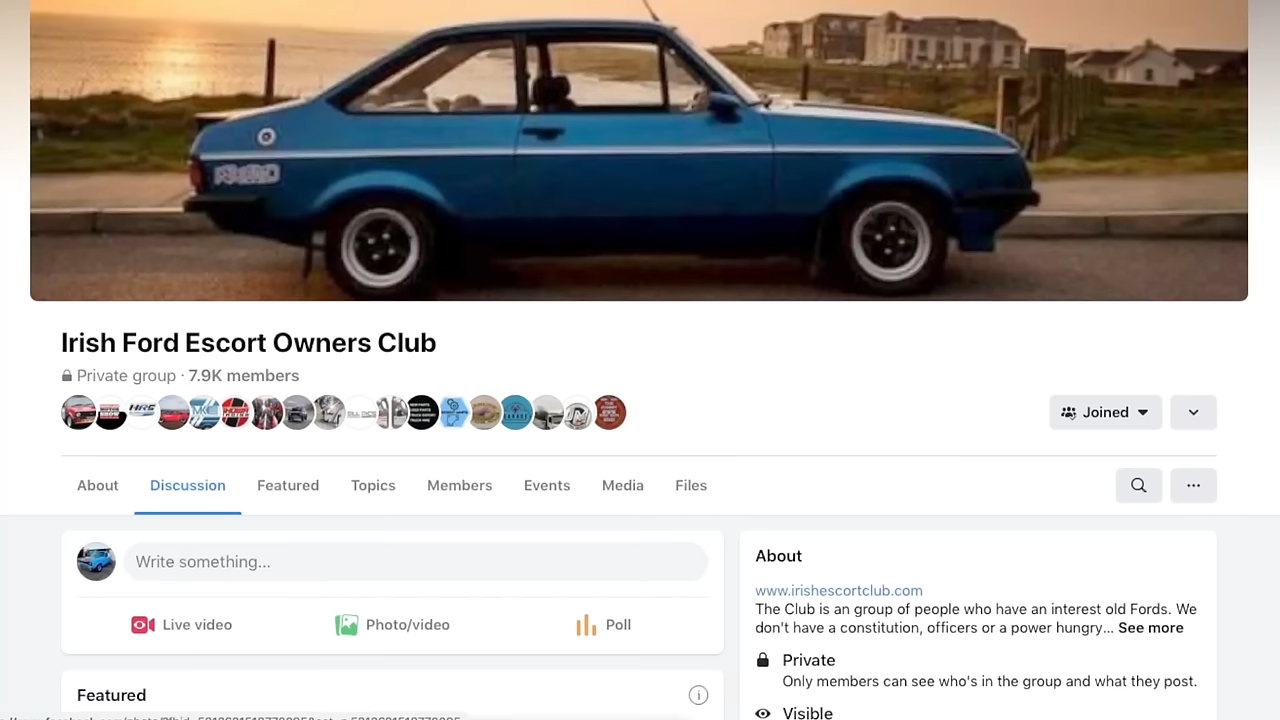 Irish Ford Escort Owners Club
Private group · 7.9K members
HRE
Joined
About Discussion Featured Topics Members Events Media Files
Write something...
Live video Photo/video Poll
Featured
About
www.irishescortclub.com
The Club is an group of people who have an interest old Fords. We
don't have a constitution, officers or a power hungry... See more
Private
Only members can see who's in the group and what they post.
Visible